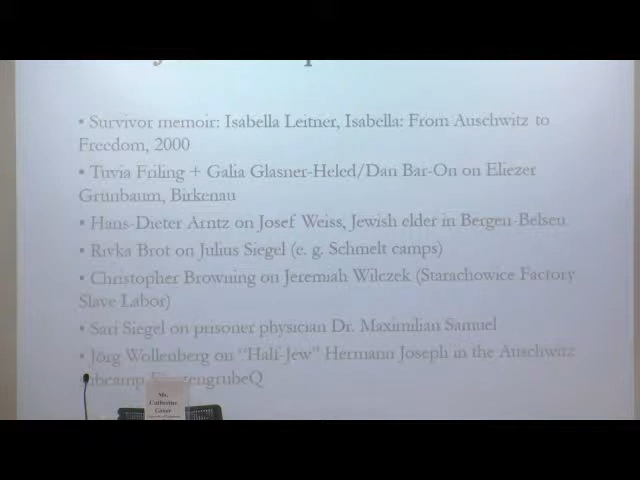 • Survivor memoir: Isabella Leitner, Isabella: From Auschwitz to
Freedom, 2000
• Tuvia Friling + Galia Glasner-Heled/Dan Bar-On on Eliezer
Grünbaum, Birkenau
• Hans-Dieter Arntz on Josef Weiss, Jewish elder in Bergen-Belsen
• Rivka Brot on Julius Siegel (e. g. Schmelt camps)
• Christopher Browning on Jeremiah Wilczek (Starachowice Factory
Slave Labor)
• Sari Siegel on prisoner physician Dr. Maximilian Samuel
• Jörg Wollenberg on "Half-Jew" Hermann Joseph in the Auschwitz
subcamp FürstengrubeQ
Ms.
Catherine